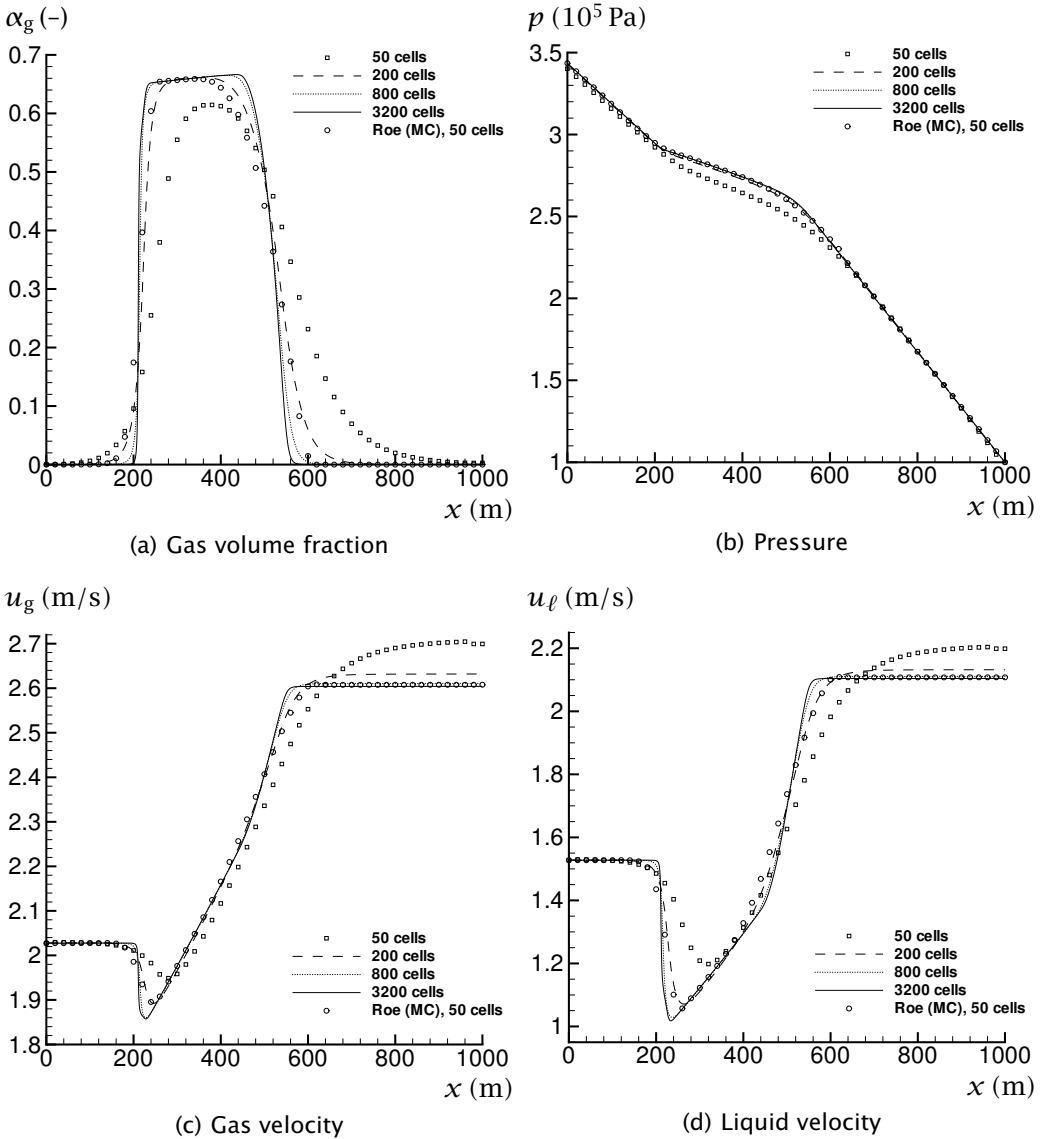 αg (–)
0.7
0.6
0.5
0.4
0.3
0.2
0.1
0
0 200 400 600 800 1000
x (m)
50 cells
200 cells
800 cells
3200 cells
Roe (MC), 50 cells
(a) Gas volume fraction
p (10⁵ Pa)
3.5
3
2.5
2
1.5
1
0 200 400 600 800 1000
x (m)
50 cells
200 cells
800 cells
3200 cells
Roe (MC), 50 cells
(b) Pressure
ug (m/s)
2.7
2.6
2.5
2.4
2.3
2.2
2.1
2.0
1.9
1.8
0 200 400 600 800 1000
x (m)
50 cells
200 cells
800 cells
3200 cells
Roe (MC), 50 cells
(c) Gas velocity
uℓ (m/s)
2.2
2
1.8
1.6
1.4
1.2
1
0 200 400 600 800 1000
x (m)
50 cells
200 cells
800 cells
3200 cells
Roe (MC), 50 cells
(d) Liquid velocity